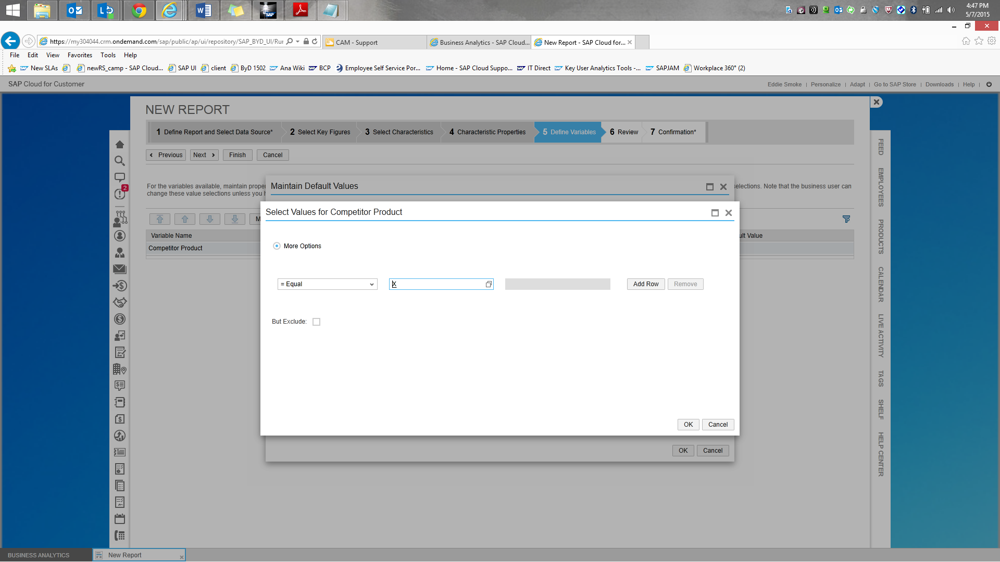 4:47 PM
5/7/2015
https://my304044.crm.ondemand.com/sap/public/ap/ui/repository/SAP_BYD_UI/Rur
CAM - Support
Business Analytics - SAP Cloud...
New Report - SAP Cloud for...
File Edit View Favorites Tools Help
New SLAs newRS_camp - SAP Cloud... SAP UI client ByD 1502 Ana Wiki BCP Employee Self Service Por... Home - SAP Cloud Suppo... IT Direct Key User Analytics Tools -... SAPJAM Workplace 360° (2)
SAP Cloud for Customer
Eddie Smoke | Personalize | Adapt | Go to SAP Store | Downloads | Help |
NEW REPORT
1 Define Report and Select Data Source* 2 Select Key Figures 3 Select Characteristics 4 Characteristic Properties 5 Define Variables 6 Review 7 Confirmation*
Previous Next Finish Cancel
For the variables available, maintain prope
elections. Note that the business user can
change these value selections unless you
Maintain Default Values
Select Values for Competitor Product
M
Variable Name
ult Value
Competitor Product
More Options
= Equal X Add Row Remove
But Exclude:
OK Cancel
OK Cancel
2
FEED
EMPLOYEES
PRODUCTS
CALENDAR
LIVE ACTIVITY
TAGS
SHELF
HELP CENTER
BUSINESS ANALYTICS
New Report